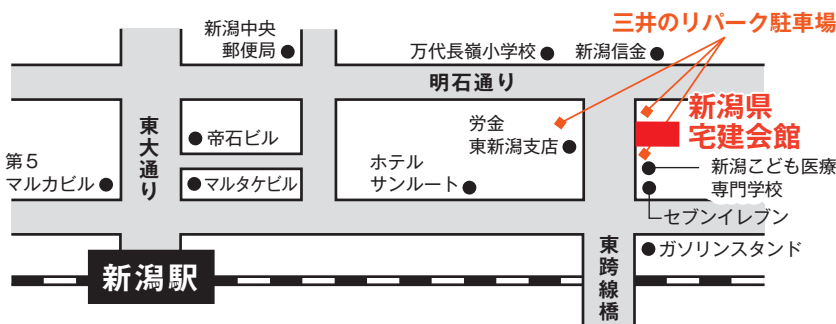 三井のリパーク駐車場
新潟中央
郵便局
万代長嶺小学校
新潟信金
明石通り
新潟県
宅建会館
東大通り
帝石ビル
労金
東新潟支店
第5
マルカビル
マルタケビル
ホテル
サンルート
新潟こども医療
専門学校
セブンイレブン
東跨線橋
ガソリンスタンド
新潟駅